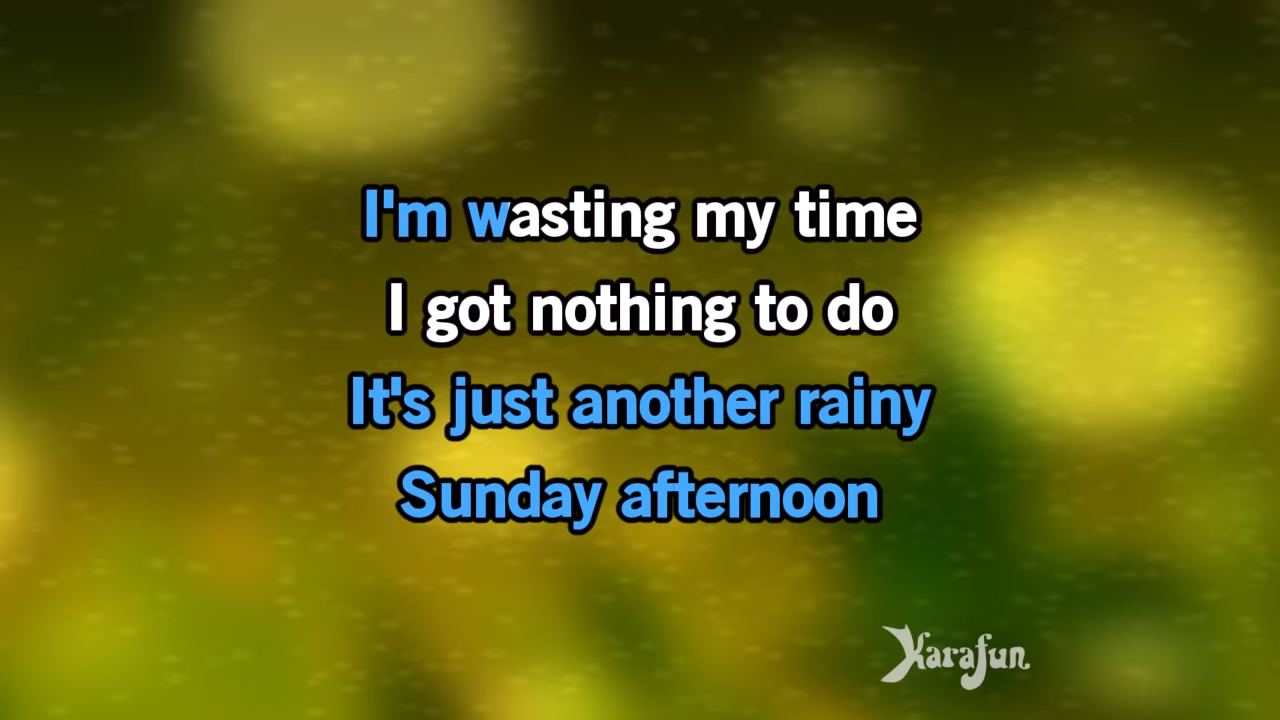 I'm wasting my time
I got nothing to do
It's just another rainy
Sunday afternoon
Karafun